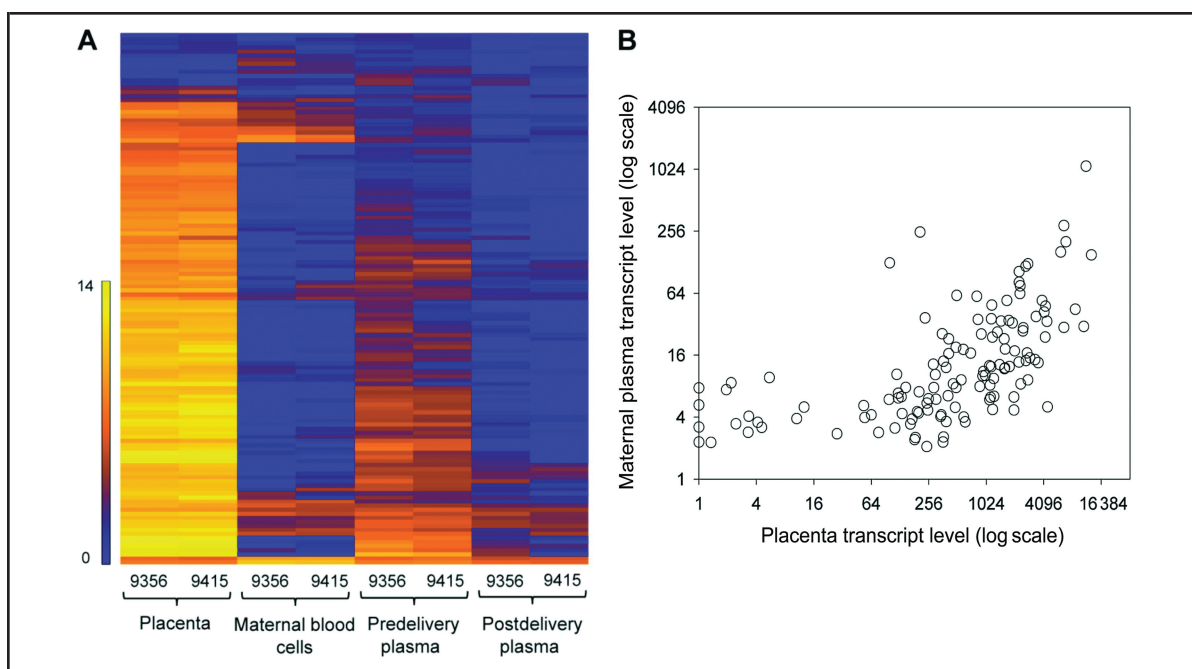 A
14
0
9356 9415 9356 9415 9356 9415 9356 9415
Placenta
Maternal blood
cells
Predelivery
plasma
Postdelivery
plasma
B
Maternal plasma transcript level (log scale)
4096
1024
256
64
16
4
1
1 4 16 64 256 1024 4096 16 384
Placenta transcript level (log scale)